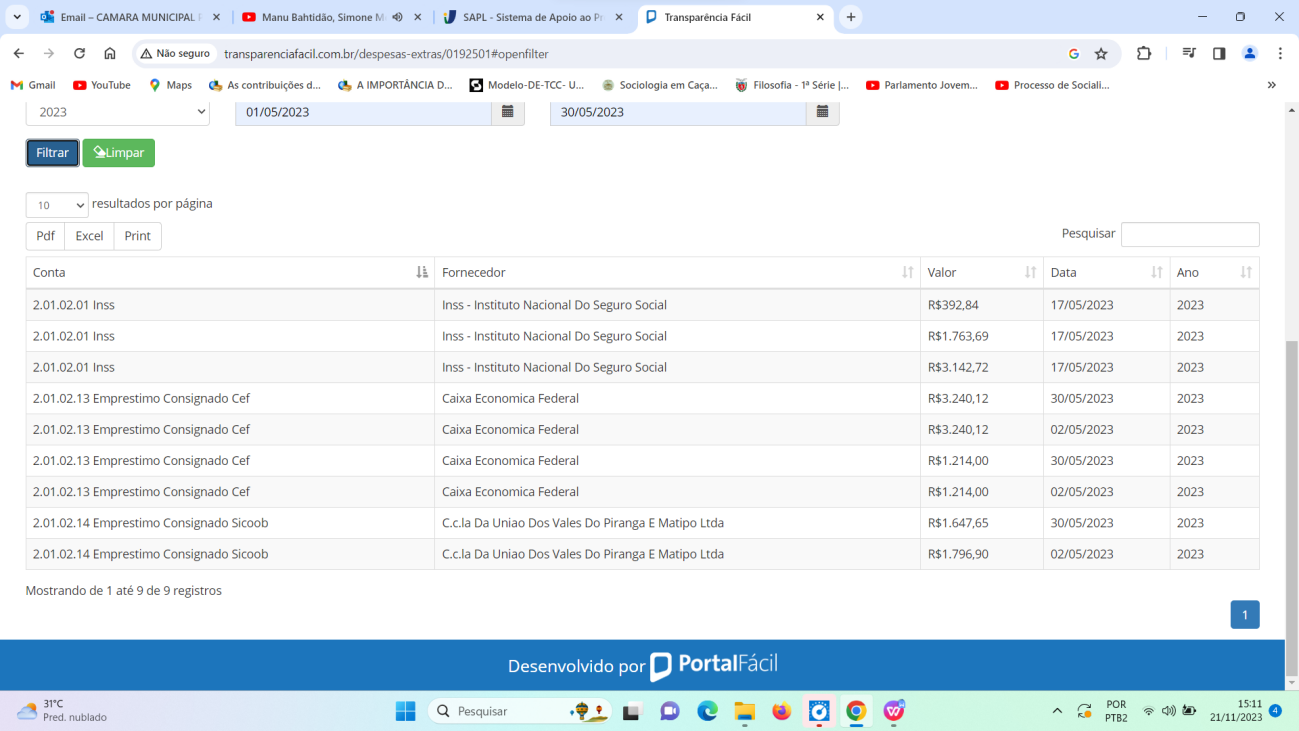 Email – CAMARA MUNICIPAL F
Manu Bahtidão, Simone M
SAPL - Sistema de Apoio ao Pr
Transparência Fácil
Não seguro
transparenciafacil.com.br/despesas-extras/0192501#openfilter
Gmail
YouTube
Maps
As contribuições d...
A IMPORTÂNCIA D...
Modelo-DE-TCC- U...
Sociologia em Caça...
Filosofia - 1ª Série |...
Parlamento Jovem...
Processo de Sociali...
»
2023
01/05/2023
30/05/2023
Filtrar
Limpar
10 resultados por página
Pdf Excel Print
Pesquisar
Conta Fornecedor Valor Data Ano
2.01.02.01 Inss Inss - Instituto Nacional Do Seguro Social R$392,84 17/05/2023 2023
2.01.02.01 Inss Inss - Instituto Nacional Do Seguro Social R$1.763,69 17/05/2023 2023
2.01.02.01 Inss Inss - Instituto Nacional Do Seguro Social R$3.142,72 17/05/2023 2023
2.01.02.13 Emprestimo Consignado Cef Caixa Economica Federal R$3.240,12 30/05/2023 2023
2.01.02.13 Emprestimo Consignado Cef Caixa Economica Federal R$3.240,12 02/05/2023 2023
2.01.02.13 Emprestimo Consignado Cef Caixa Economica Federal R$1.214,00 30/05/2023 2023
2.01.02.13 Emprestimo Consignado Cef Caixa Economica Federal R$1.214,00 02/05/2023 2023
2.01.02.14 Emprestimo Consignado Sicoob C.c.la Da Uniao Dos Vales Do Piranga E Matipo Ltda R$1.647,65 30/05/2023 2023
2.01.02.14 Emprestimo Consignado Sicoob C.c.la Da Uniao Dos Vales Do Piranga E Matipo Ltda R$1.796,90 02/05/2023 2023
Mostrando de 1 até 9 de 9 registros
1
Desenvolvido por PortalFácil
31°C
Pred. nublado
Pesquisar
POR
PTB2
15:11
21/11/2023
4